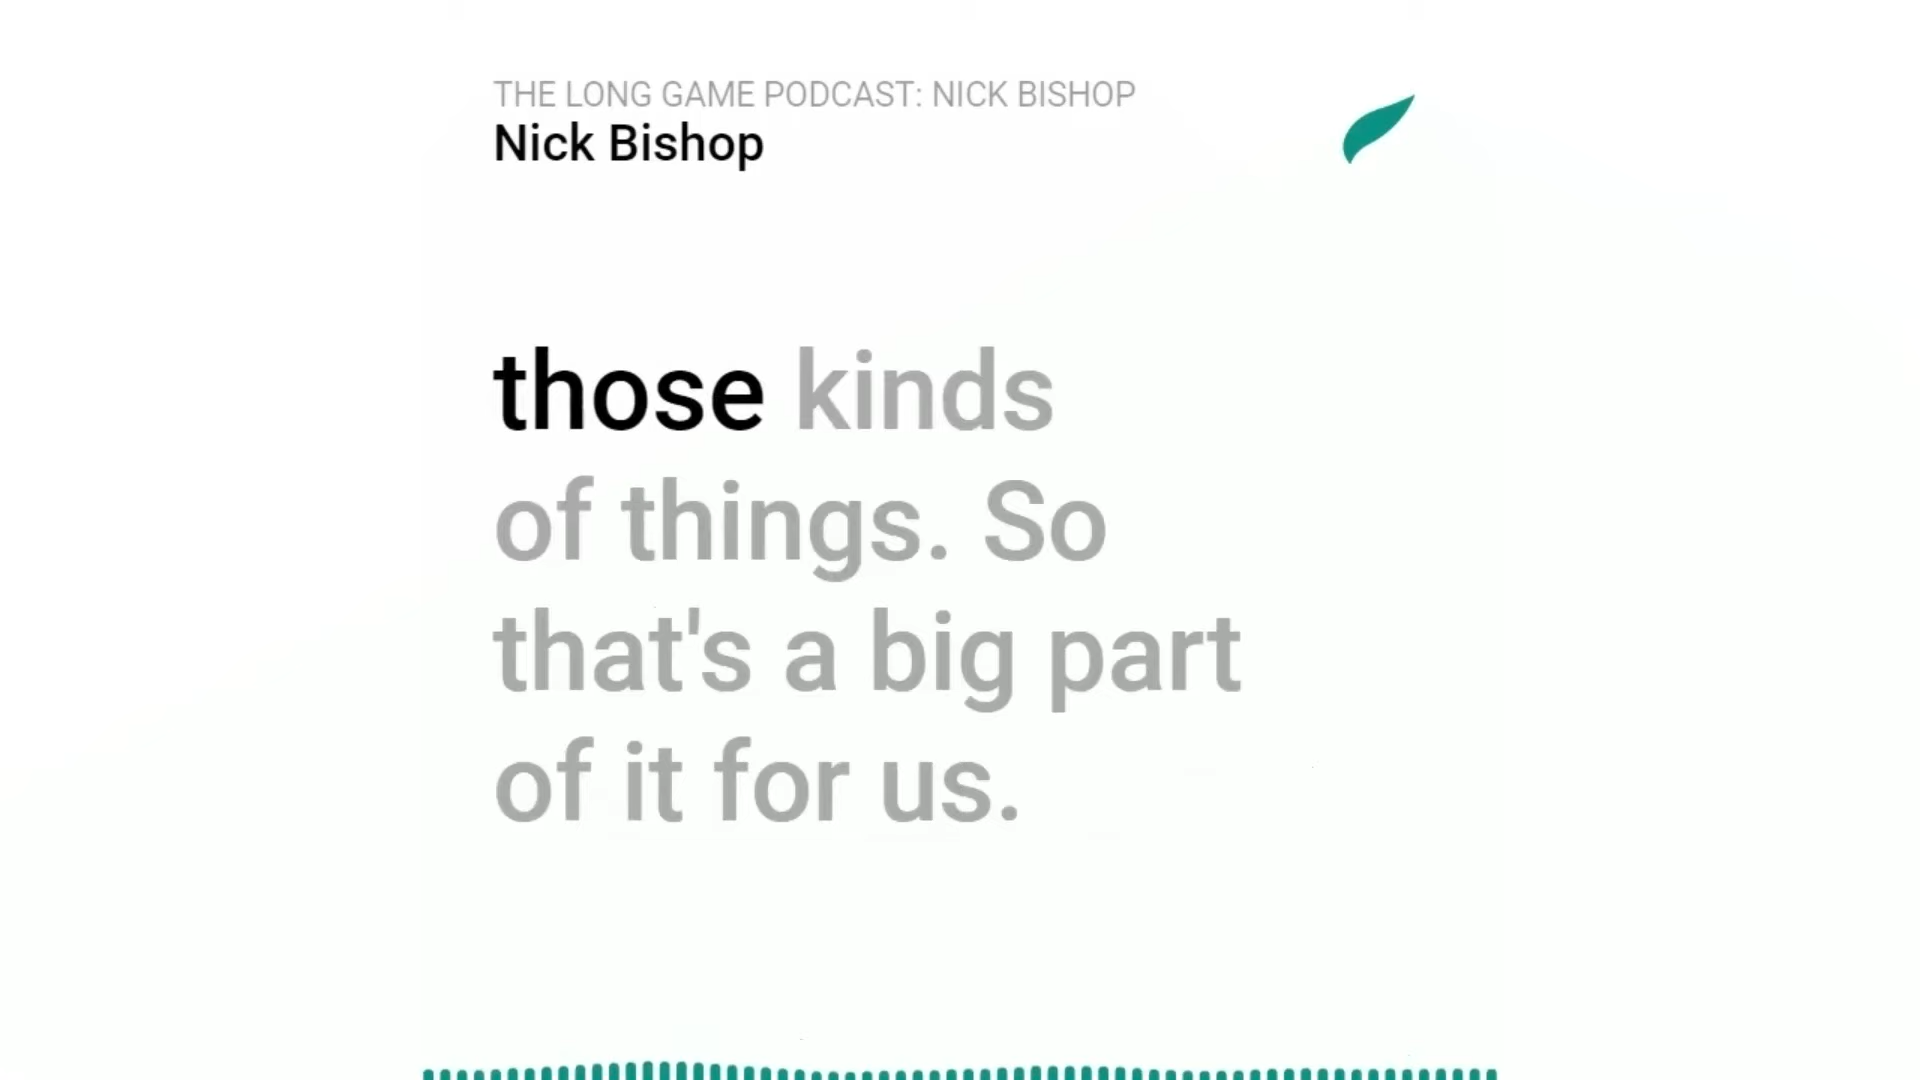 THE LONG GAME PODCAST: NICK BISHOP
Nick Bishop
those kinds
of things. So
that's a big part
of it for us.